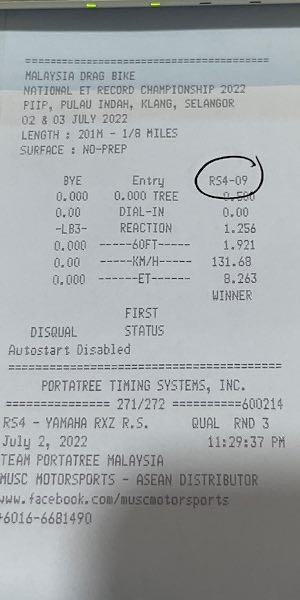 MALAYSIA DRAG BIKE
NATIONAL ET RECORD CHAMPIONSHIP 2022
PIIP, PULAU INDAH, KLANG, SELANGOR
02 & 03 JULY 2022
LENGTH : 201M - 1/8 MILES
SURFACE : NO-PREP
BYE Entry RS4-09
0.000 0.000 TREE 0.500
0.00 DIAL-IN 0.00
-LB3- REACTION 1.256
0.000 -----60FT----- 1.921
0.00 -----KM/H----- 131.68
0.000 ------ET------ 8.263
WINNER
FIRST
DISQUAL STATUS
Autostart Disabled
PORTATREE TIMING SYSTEMS, INC.
=============== 271/272 ==========600214
RS4 - YAMAHA RXZ R.S. QUAL RND 3
July 2, 2022 11:29:37 PM
TEAM PORTATREE MALAYSIA
MUSC MOTORSPORTS - ASEAN DISTRIBUTOR
www.facebook.com/muscmotorsports
+6016-6681490